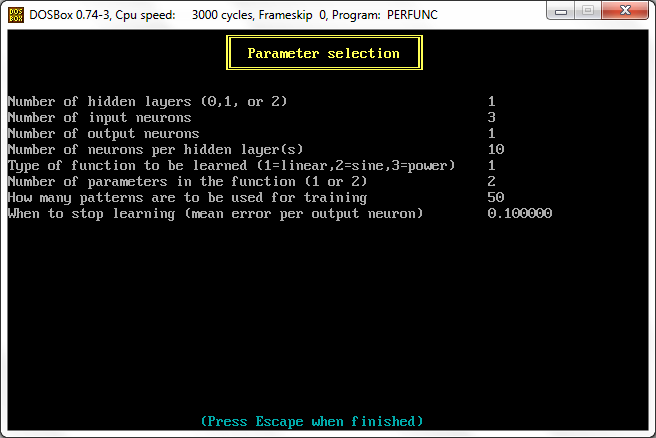 DOSBox 0.74-3, Cpu speed: 3000 cycles, Frameskip 0, Program: PERFUNC
Parameter selection
Number of hidden layers (0,1, or 2) 1
Number of input neurons 3
Number of output neurons 1
Number of neurons per hidden layer(s) 10
Type of function to be learned (1=linear,2=sine,3=power) 1
Number of parameters in the function (1 or 2) 2
How many patterns are to be used for training 50
When to stop learning (mean error per output neuron) 0.100000
(Press Escape when finished)